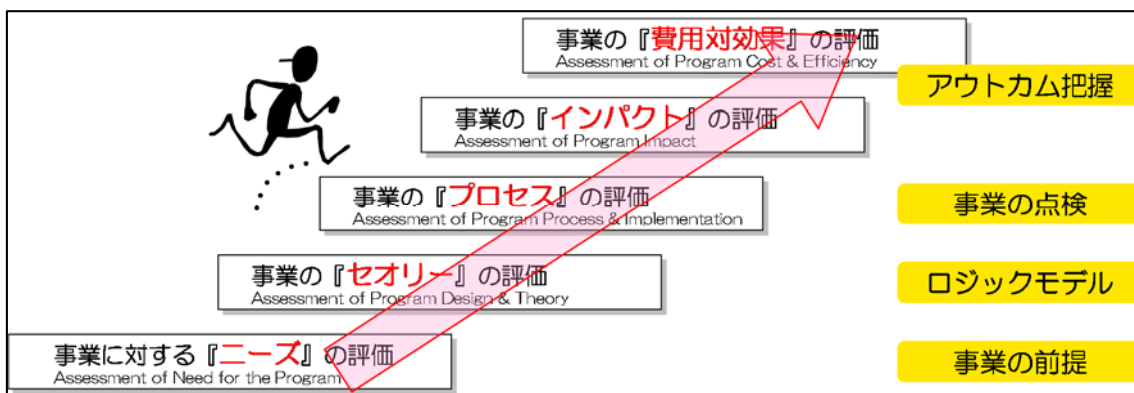 事業の『費用対効果』の評価
Assessment of Program Cost & Efficiency
アウトカム把握
事業の『インパクト』の評価
Assessment of Program Impact
事業の『プロセス』の評価
Assessment of Program Process & Implementation
事業の点検
事業の『セオリー』の評価
Assessment of Program Design & Theory
ロジックモデル
事業に対する『ニーズ』の評価
Assessment of Need for the Program
事業の前提